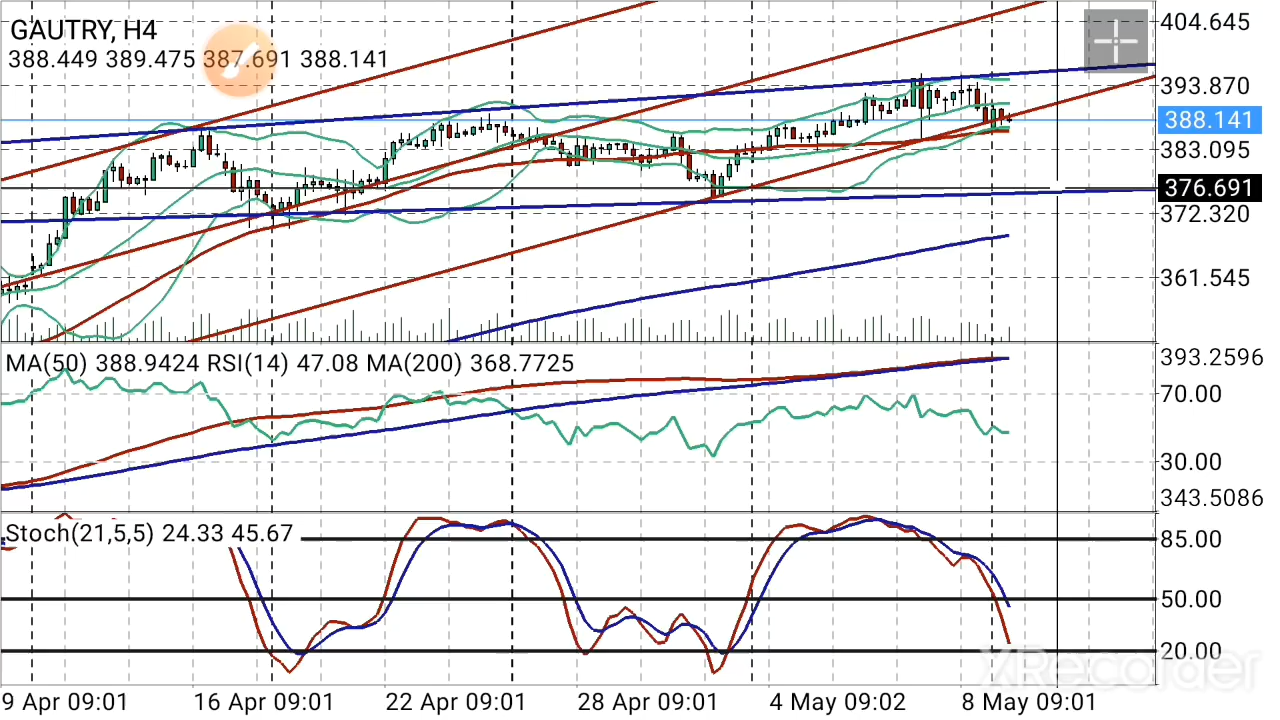 GAUTRY, H4
388.449 389.475 387.691 388.141
404.645
393.870
388.141
383.095
376.691
372.320
361.545
MA(50) 388.9424 RSI(14) 47.08 MA(200) 368.7725
393.2596
70.00
30.00
343.5086
Stoch(21,5,5) 24.33 45.67
85.00
50.00
20.00
XRecorder
9 Apr 09:01 16 Apr 09:01 22 Apr 09:01 28 Apr 09:01 4 May 09:02 8 May 09:01